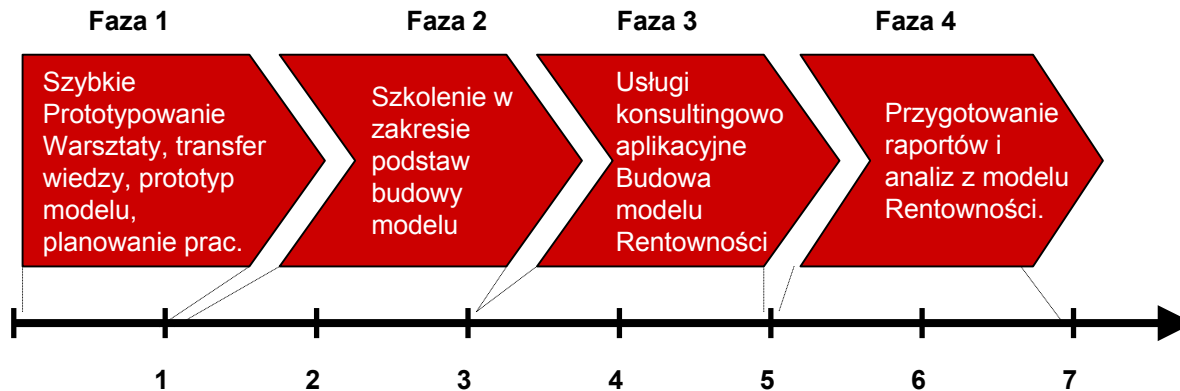 Faza 1
Faza 2
Faza 3
Faza 4
Szybkie
Prototypowanie
Warsztaty, transfer
wiedzy, prototyp
modelu,
planowanie prac.
Szkolenie w
zakresie
podstaw
budowy
modelu
Usługi
konsultingowo
aplikacyjne
Budowa
modelu
Rentowności
Przygotowanie
raportów i
analiz z modelu
Rentowności.
1
2
3
4
5
6
7